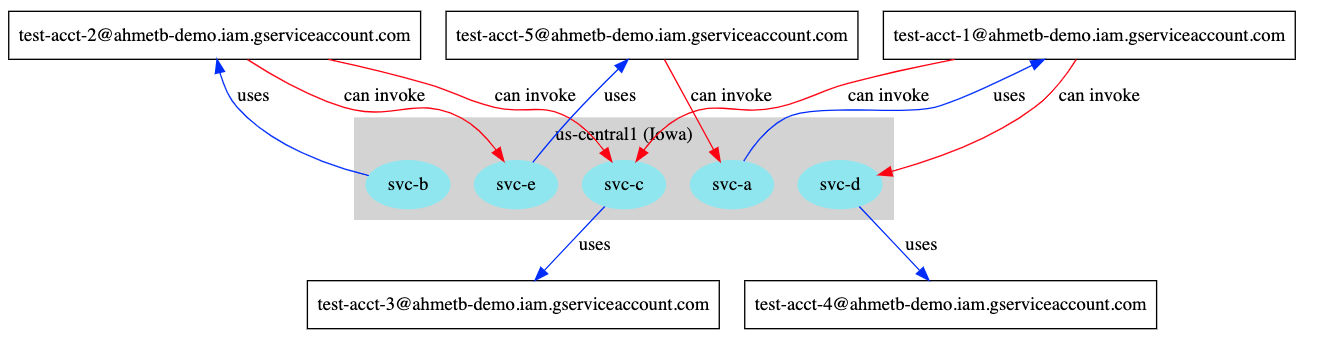 test-acct-2@ahmetb-demo.iam.gserviceaccount.com
test-acct-5@ahmetb-demo.iam.gserviceaccount.com
test-acct-1@ahmetb-demo.iam.gserviceaccount.com
uses
can invoke
can invoke
uses
can invoke
can invoke
uses
can invoke
us-central1 (Iowa)
svc-b
svc-e
svc-c
svc-a
svc-d
uses
uses
test-acct-3@ahmetb-demo.iam.gserviceaccount.com
test-acct-4@ahmetb-demo.iam.gserviceaccount.com